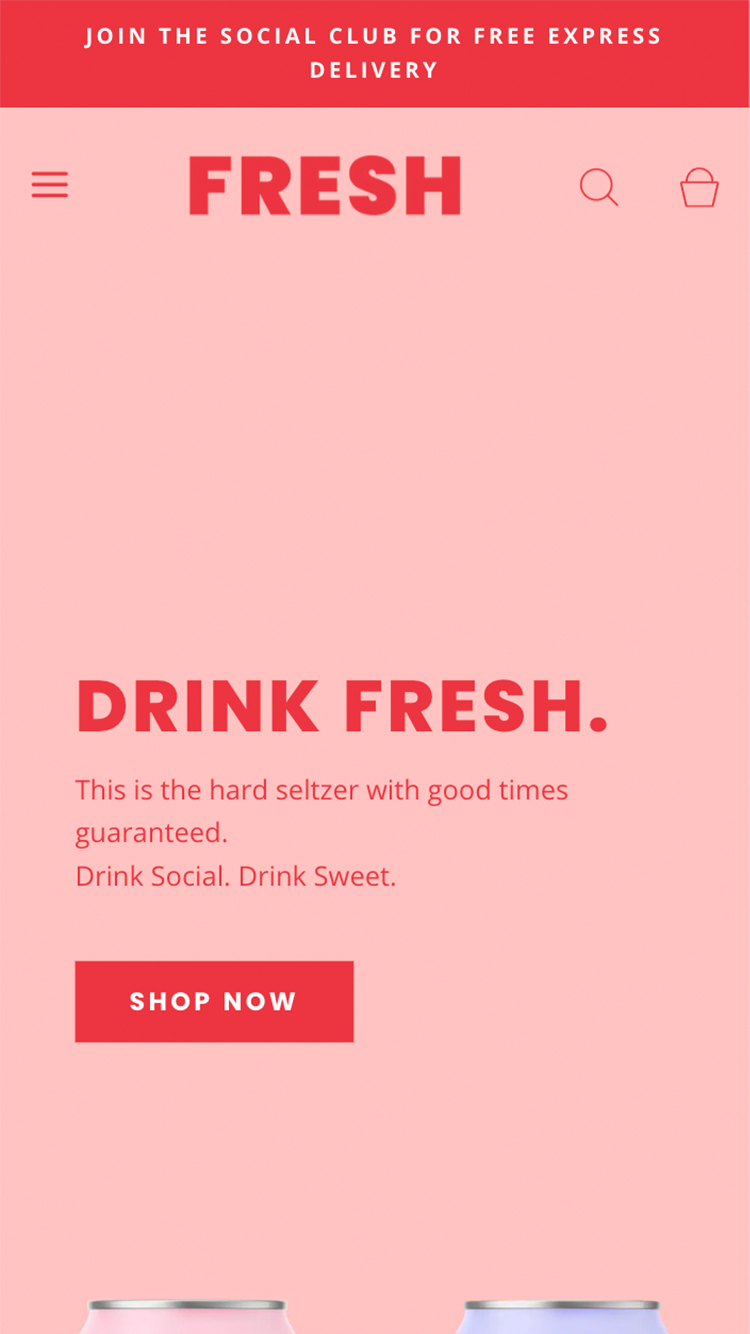 JOIN THE SOCIAL CLUB FOR FREE EXPRESS
DELIVERY
FRESH
DRINK FRESH.
This is the hard seltzer with good times
guaranteed.
Drink Social. Drink Sweet.
SHOP NOW